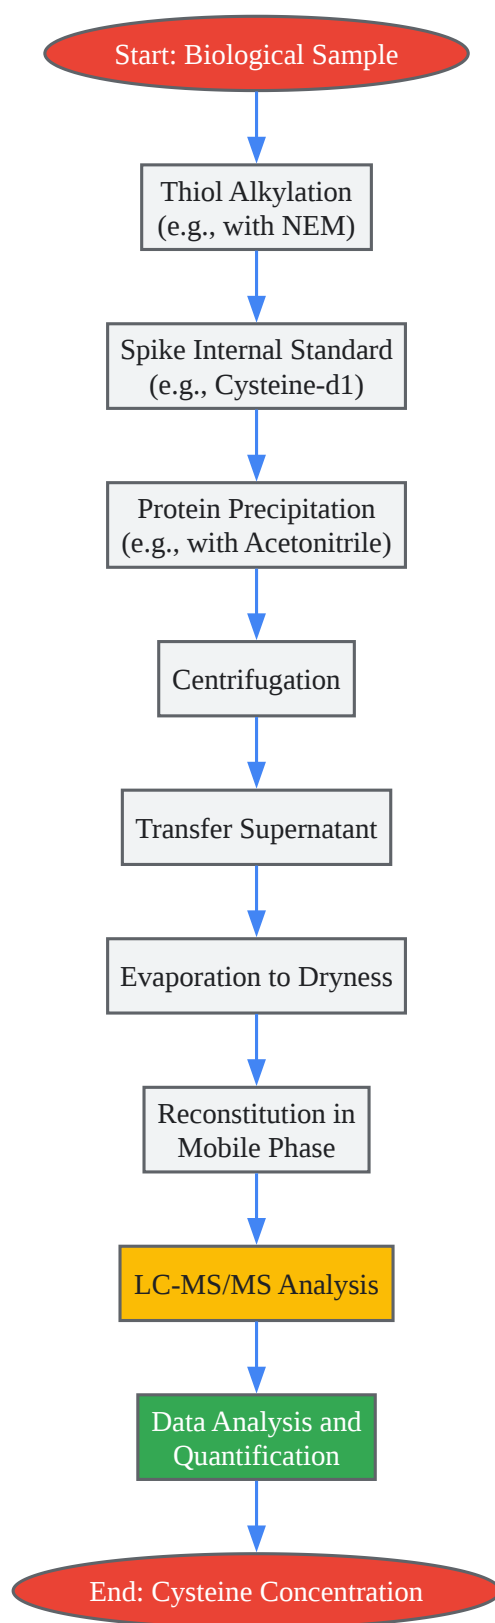 Start: Biological Sample
Thiol Alkylation
(e.g., with NEM)
Spike Internal Standard
(e.g., Cysteine-d1)
Protein Precipitation
(e.g., with Acetonitrile)
Centrifugation
Transfer Supernatant
Evaporation to Dryness
Reconstitution in
Mobile Phase
LC-MS/MS Analysis
Data Analysis and
Quantification
End: Cysteine Concentration